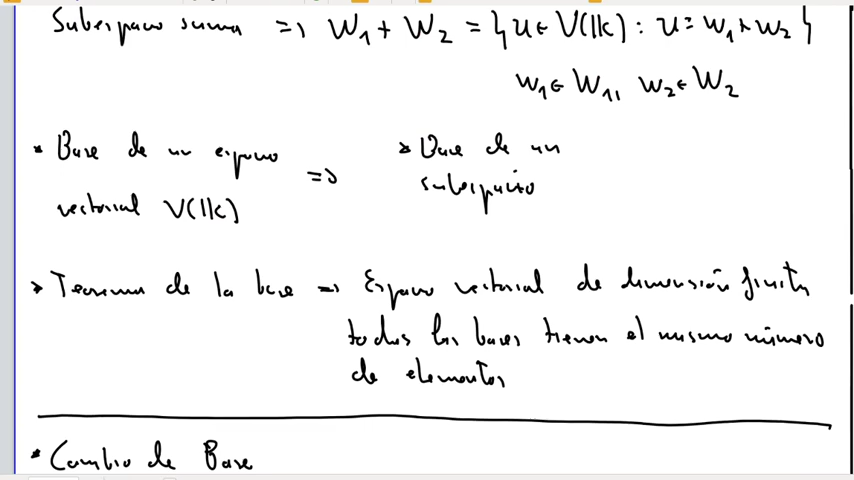 Subespacio suma => W₁ + W₂ = { u ∈ V(𝕜) : u = w₁ + w₂ }
w₁ ∈ W₁, w₂ ∈ W₂
* Base de un espacio => * Base de un
vectorial V(𝕜) subespacio
* Teorema de la base => Espacio vectorial de dimensión finita
todas las bases tienen el mismo número
de elementos
* Cambio de Base